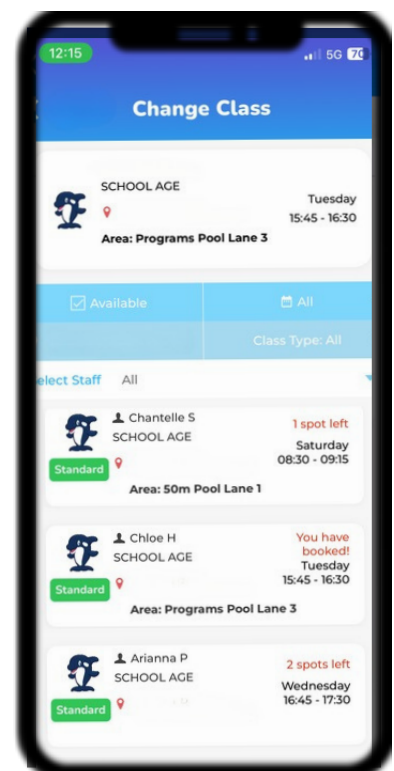 12:15
5G 70
Change Class
SCHOOL AGE
Tuesday
15:45 - 16:30
Area: Programs Pool Lane 3
Available
All
Class Type: All
elect Staff All
Chantelle S
1 spot left
SCHOOL AGE
Saturday
08:30 - 09:15
Standard
Area: 50m Pool Lane 1
Chloe H
You have
booked!
SCHOOL AGE
Tuesday
15:45 - 16:30
Standard
Area: Programs Pool Lane 3
Arianna P
2 spots left
SCHOOL AGE
Wednesday
16:45 - 17:30
Standard